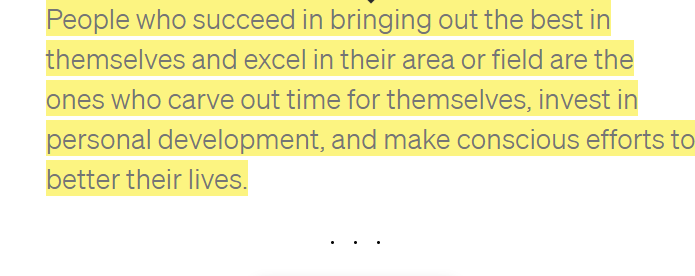 People who succeed in bringing out the best in
themselves and excel in their area or field are the
ones who carve out time for themselves, invest in
personal development, and make conscious efforts to
better their lives.
. . .